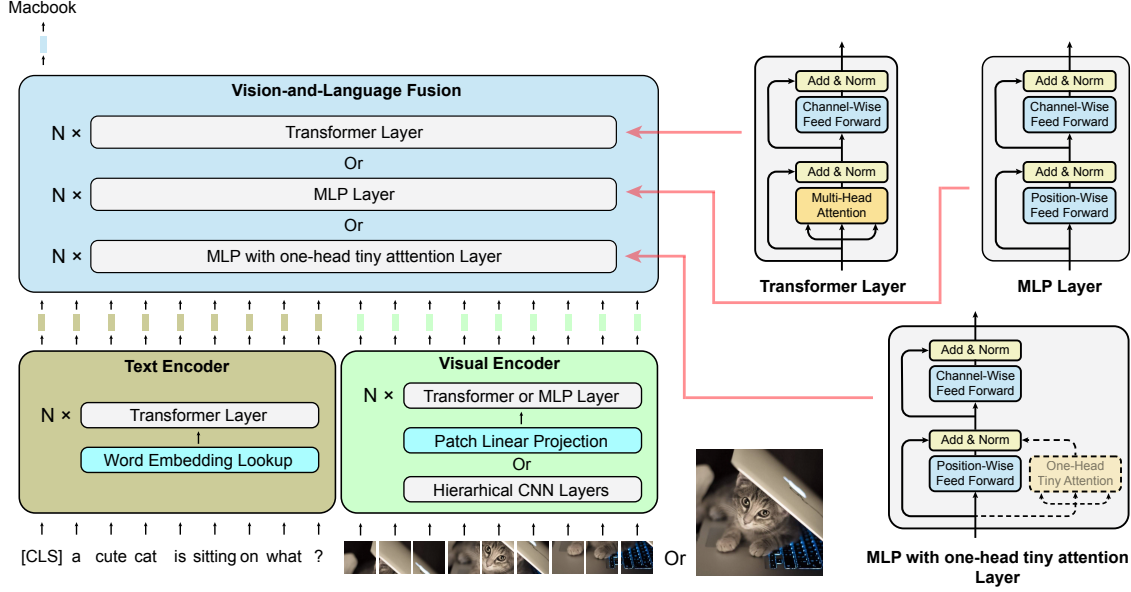 Macbook
Vision-and-Language Fusion
N × Transformer Layer
Or
N × MLP Layer
Or
N × MLP with one-head tiny atttention Layer
Text Encoder
N × Transformer Layer
Word Embedding Lookup
[CLS] a cute cat is sitting on what ?
Visual Encoder
N × Transformer or MLP Layer
Patch Linear Projection
Or
Hierarhical CNN Layers
Or
Add & Norm
Channel-Wise
Feed Forward
Add & Norm
Multi-Head
Attention
Transformer Layer
Add & Norm
Channel-Wise
Feed Forward
Add & Norm
Position-Wise
Feed Forward
MLP Layer
Add & Norm
Channel-Wise
Feed Forward
Add & Norm
Position-Wise
Feed Forward
One-Head
Tiny Attention
MLP with one-head tiny attention
Layer